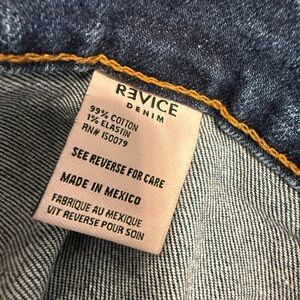 REVICE
DENIM
99% COTTON
1% ELASTIN
RN# 150079
SEE REVERSE FOR CARE
MADE IN MEXICO
FABRIQUE AU MEXIQUE
VIT REVERSE POUR SOIN